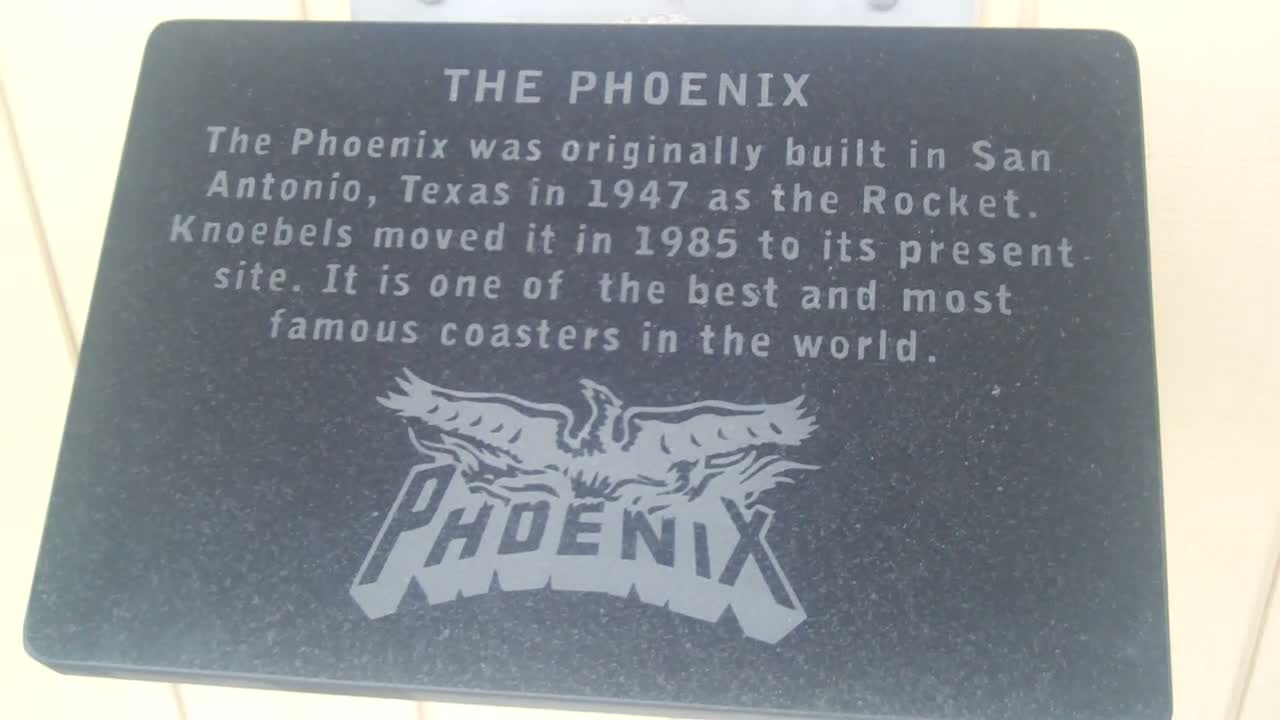 THE PHOENIX
The Phoenix was originally built in San
Antonio, Texas in 1947 as the Rocket.
Knoebels moved it in 1985 to its present
site. It is one of the best and most
famous coasters in the world.
PHOENIX